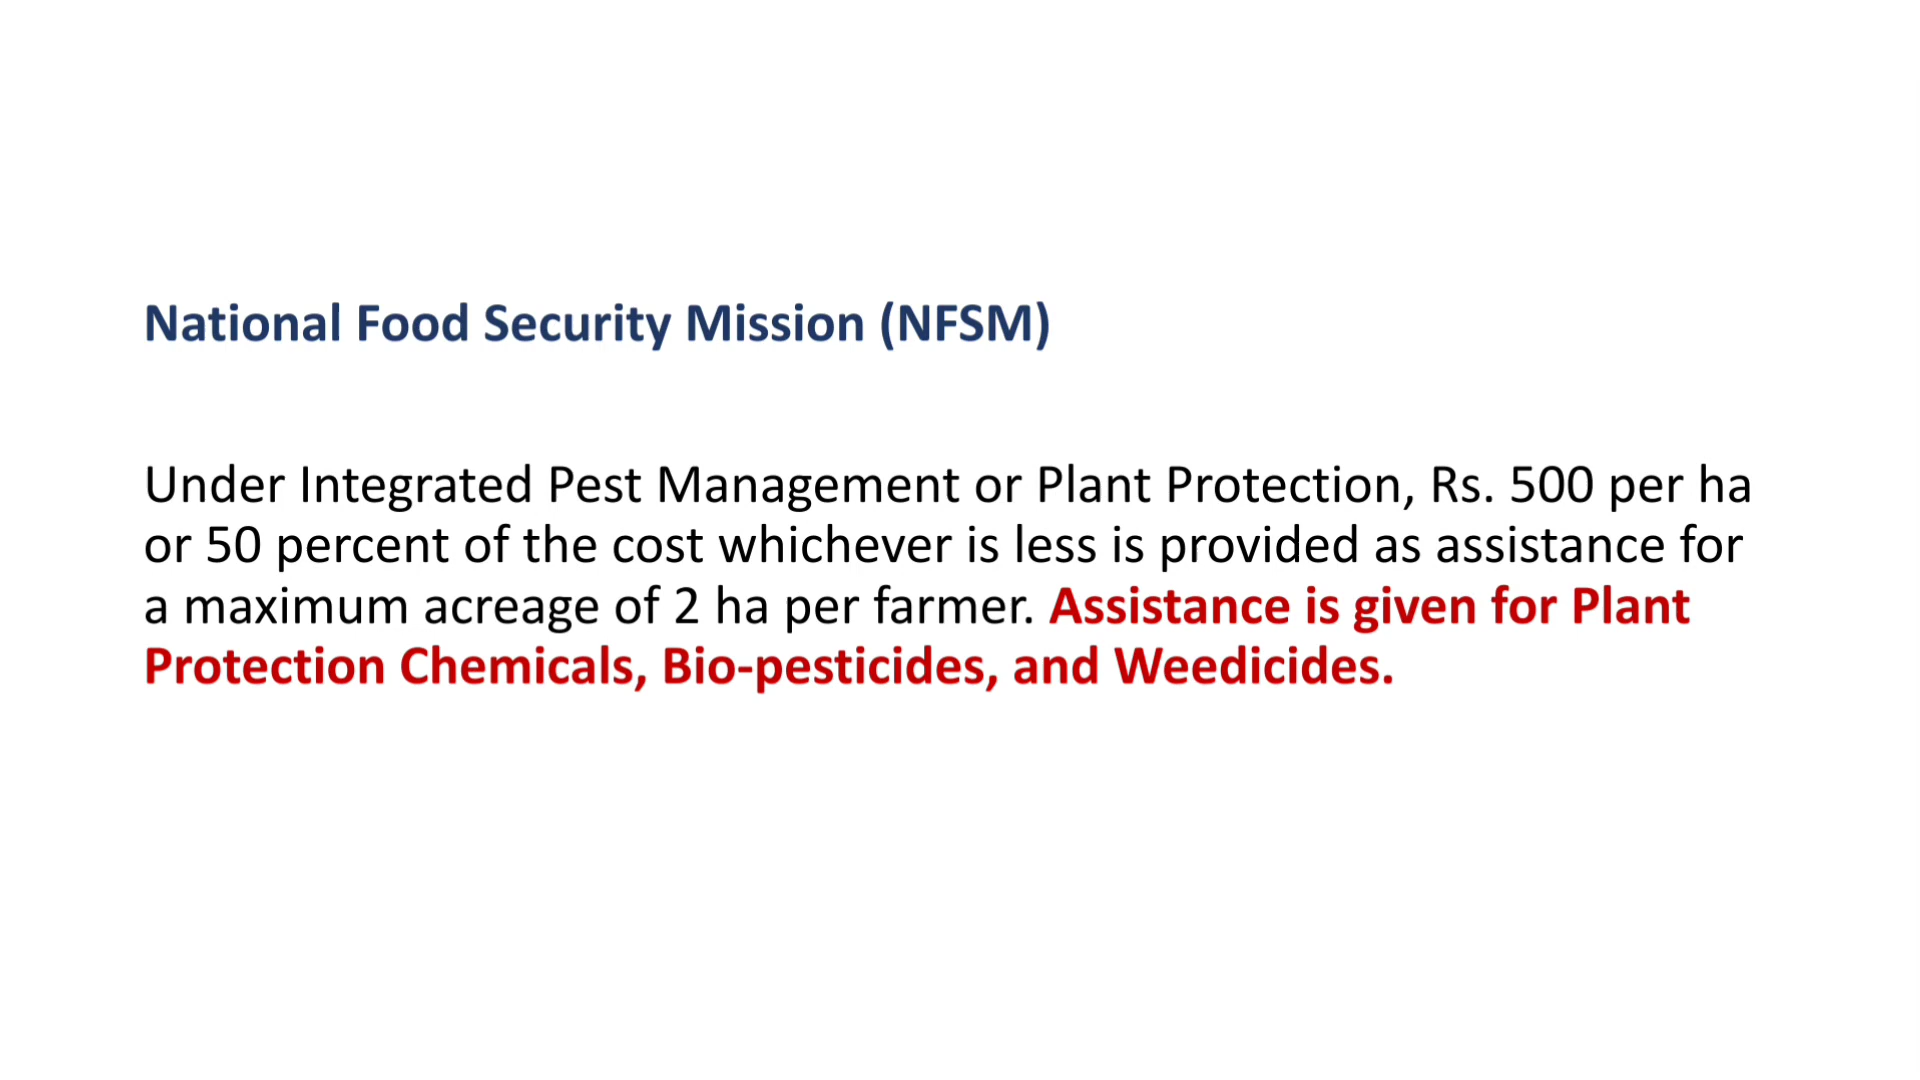 National Food Security Mission (NFSM)
Under Integrated Pest Management or Plant Protection, Rs. 500 per ha
or 50 percent of the cost whichever is less is provided as assistance for
a maximum acreage of 2 ha per farmer. Assistance is given for Plant
Protection Chemicals, Bio-pesticides, and Weedicides.